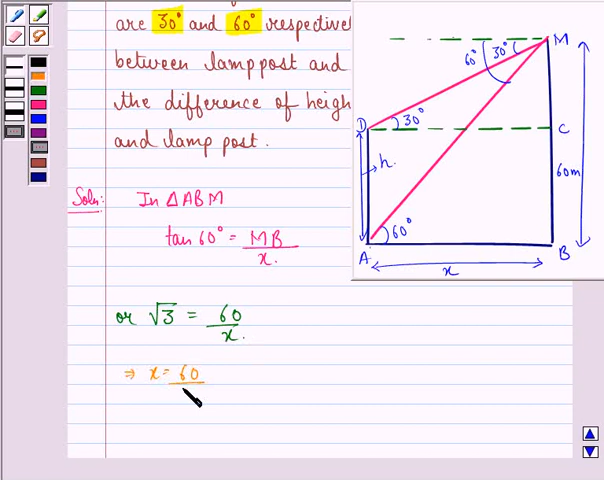 are 30° and 60° respective
between lamppost and
the difference of heigh
and lamp post.
Soln: In △ABM
tan 60° = MB / x.
or √3 = 60 / x.
⇒ x = 60
M
60° 30°
D 30° C
h.
60m
60°
A B
x